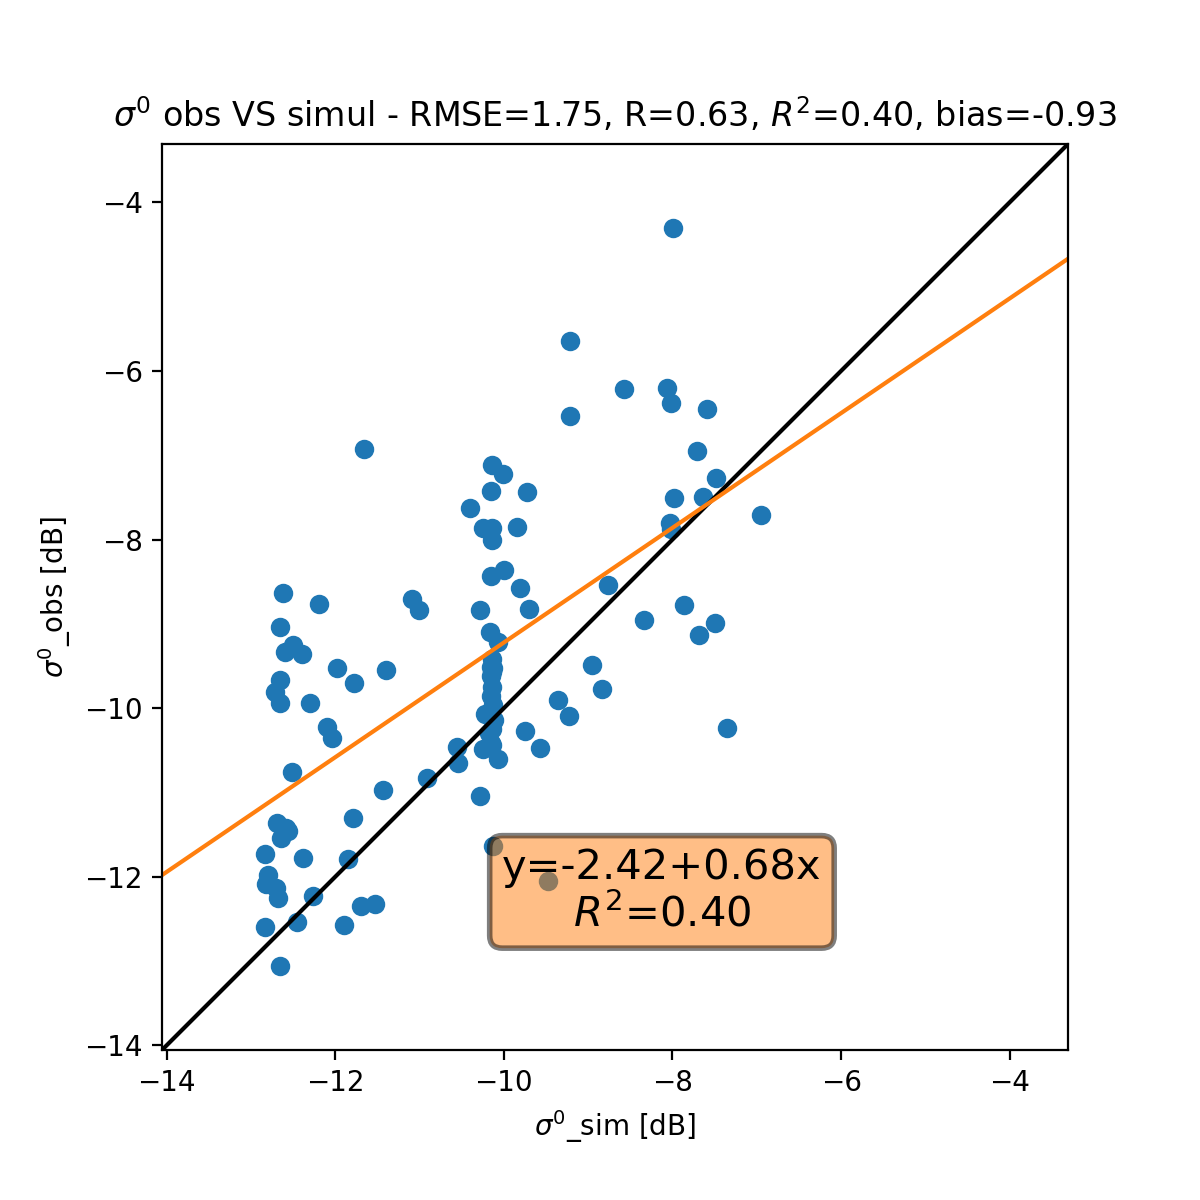 σ⁰ obs VS simul - RMSE=1.75, R=0.63, R²=0.40, bias=-0.93
−4
−6
−8
−10
−12
−14
σ⁰_obs [dB]
y=-2.42+0.68x
R²=0.40
−14 −12 −10 −8 −6 −4
σ⁰_sim [dB]